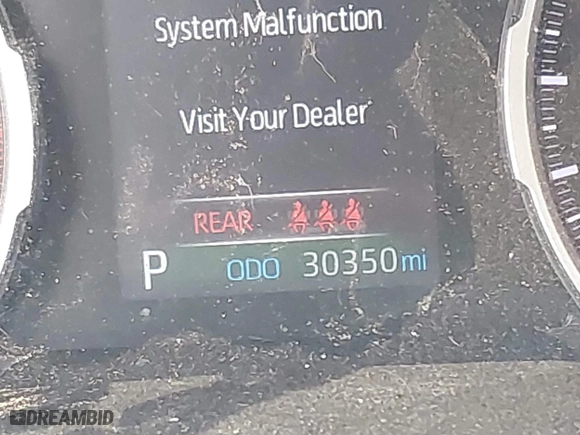 System Malfunction
Visit Your Dealer
REAR
P ODO 30350 mi
DREAMBID